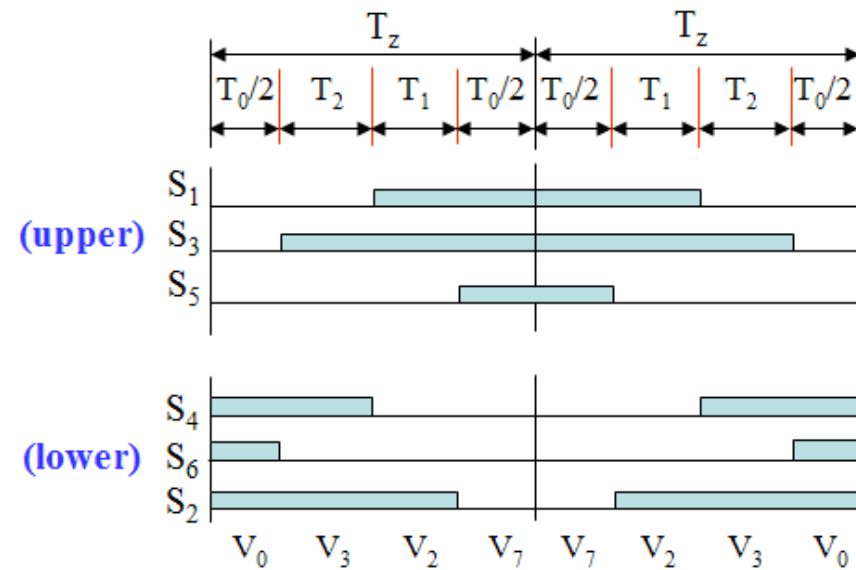 T_z T_z
T_0/2 T_2 T_1 T_0/2 T_0/2 T_1 T_2 T_0/2
S_1
(upper) S_3
S_5
S_4
(lower) S_6
S_2
V_0 V_3 V_2 V_7 V_7 V_2 V_3 V_0